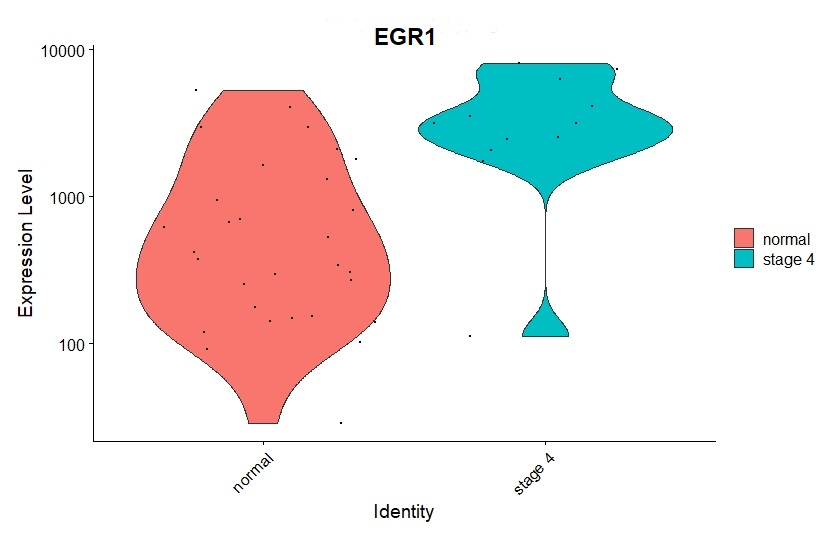 EGR1
10000
1000
100
Expression Level
normal
stage 4
Identity
normal
stage 4